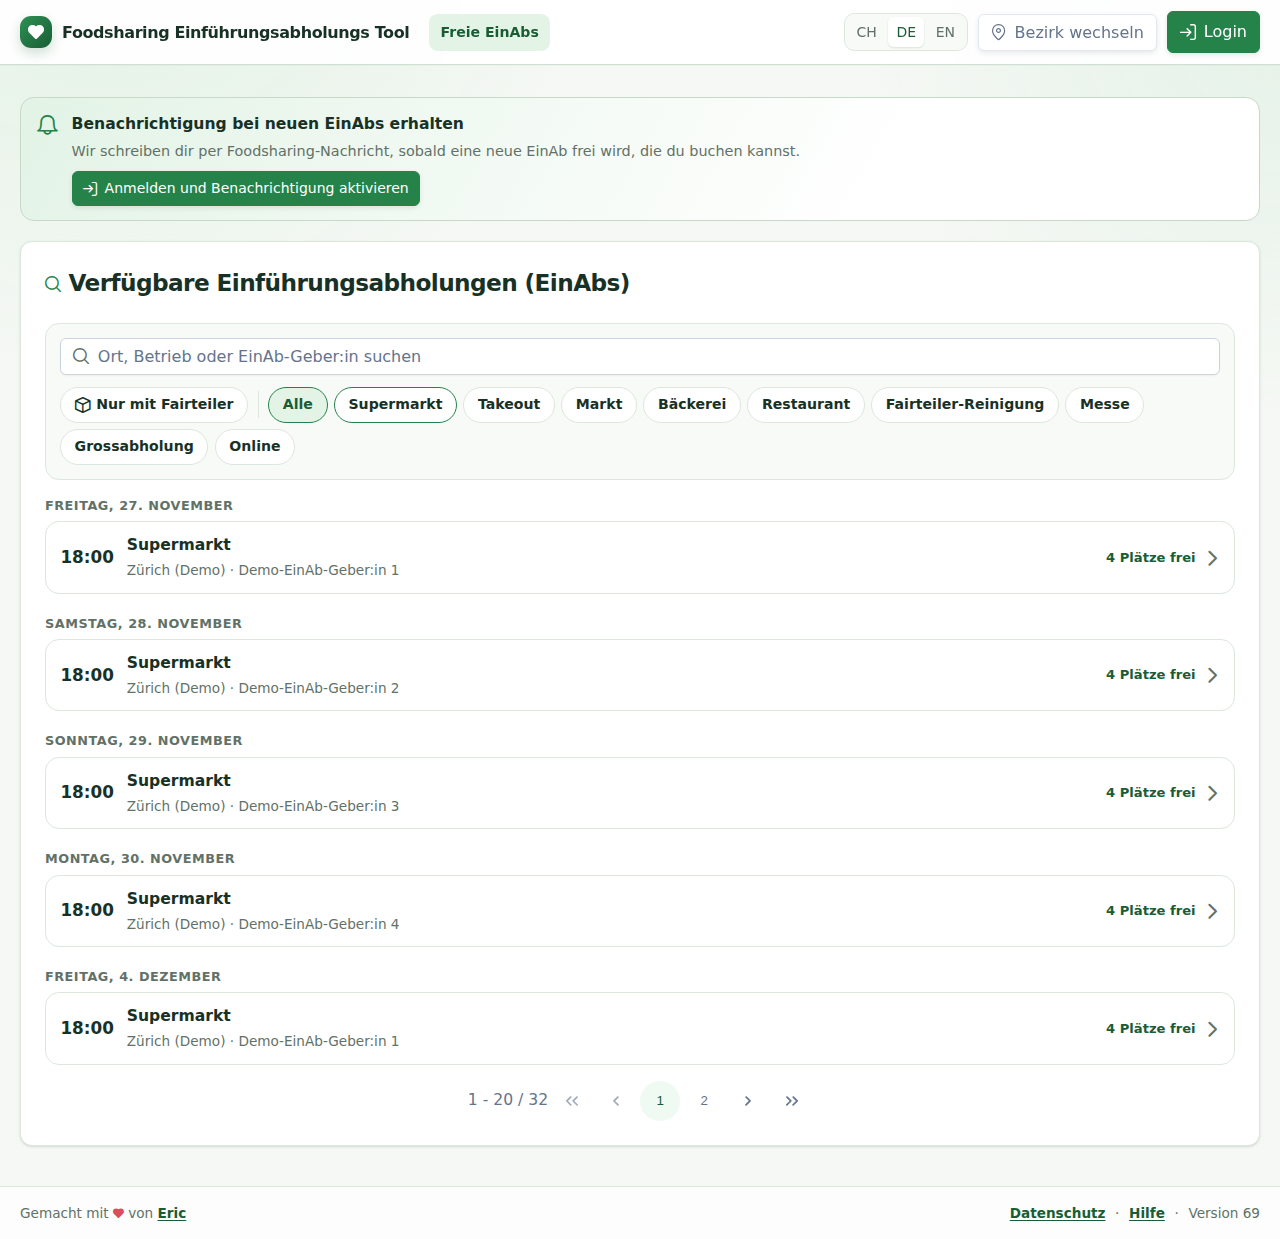 Foodsharing Einführungsabholungs Tool
Freie EinAbs
CH DE EN
Bezirk wechseln
Login
Benachrichtigung bei neuen EinAbs erhalten
Wir schreiben dir per Foodsharing-Nachricht, sobald eine neue EinAb frei wird, die du buchen kannst.
Anmelden und Benachrichtigung aktivieren
Verfügbare Einführungsabholungen (EinAbs)
Ort, Betrieb oder EinAb-Geber:in suchen
Nur mit Fairteiler Alle Supermarkt Takeout Markt Bäckerei Restaurant Fairteiler-Reinigung Messe
Grossabholung Online
FREITAG, 27. NOVEMBER
18:00
Supermarkt
Zürich (Demo) · Demo-EinAb-Geber:in 1
4 Plätze frei
SAMSTAG, 28. NOVEMBER
18:00
Supermarkt
Zürich (Demo) · Demo-EinAb-Geber:in 2
4 Plätze frei
SONNTAG, 29. NOVEMBER
18:00
Supermarkt
Zürich (Demo) · Demo-EinAb-Geber:in 3
4 Plätze frei
MONTAG, 30. NOVEMBER
18:00
Supermarkt
Zürich (Demo) · Demo-EinAb-Geber:in 4
4 Plätze frei
FREITAG, 4. DEZEMBER
18:00
Supermarkt
Zürich (Demo) · Demo-EinAb-Geber:in 1
4 Plätze frei
1 - 20 / 32 « ‹ 1 2 › »
Gemacht mit ♥ von Eric
Datenschutz · Hilfe · Version 69